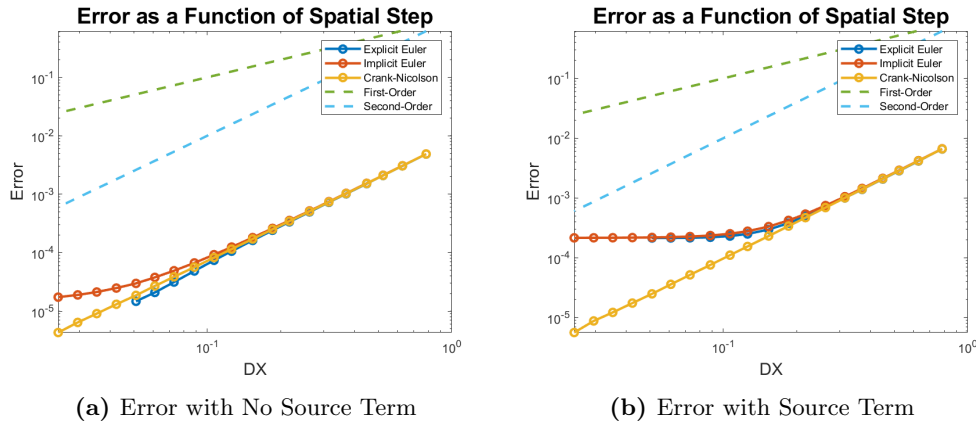 Error as a Function of Spatial Step
Explicit Euler
Implicit Euler
Crank-Nicolson
First-Order
Second-Order
10^-1
10^-2
10^-3
10^-4
10^-5
Error
10^-1
10^0
DX
(a) Error with No Source Term
Error as a Function of Spatial Step
Explicit Euler
Implicit Euler
Crank-Nicolson
First-Order
Second-Order
10^-1
10^-2
10^-3
10^-4
10^-5
Error
10^-1
10^0
DX
(b) Error with Source Term